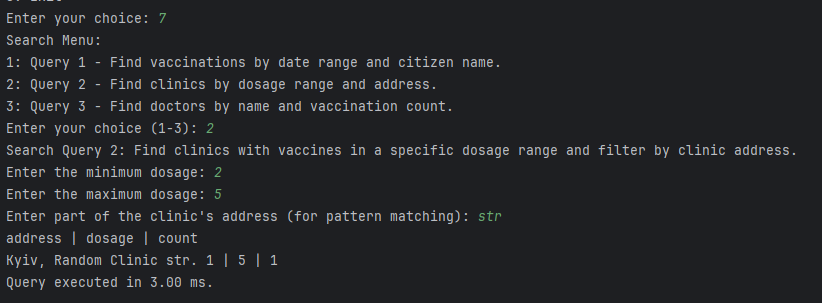 Enter your choice: 7
Search Menu:
1: Query 1 - Find vaccinations by date range and citizen name.
2: Query 2 - Find clinics by dosage range and address.
3: Query 3 - Find doctors by name and vaccination count.
Enter your choice (1-3): 2
Search Query 2: Find clinics with vaccines in a specific dosage range and filter by clinic address.
Enter the minimum dosage: 2
Enter the maximum dosage: 5
Enter part of the clinic's address (for pattern matching): str
address | dosage | count
Kyiv, Random Clinic str. 1 | 5 | 1
Query executed in 3.00 ms.